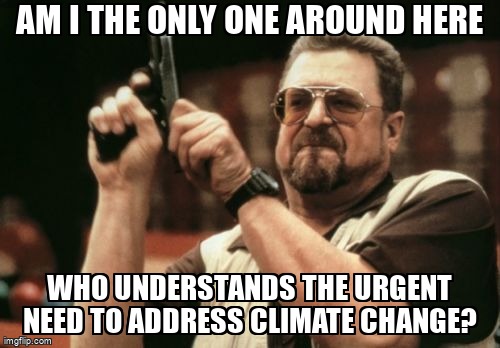 AM I THE ONLY ONE AROUND HERE
WHO UNDERSTANDS THE URGENT
NEED TO ADDRESS CLIMATE CHANGE?
imgflip.com